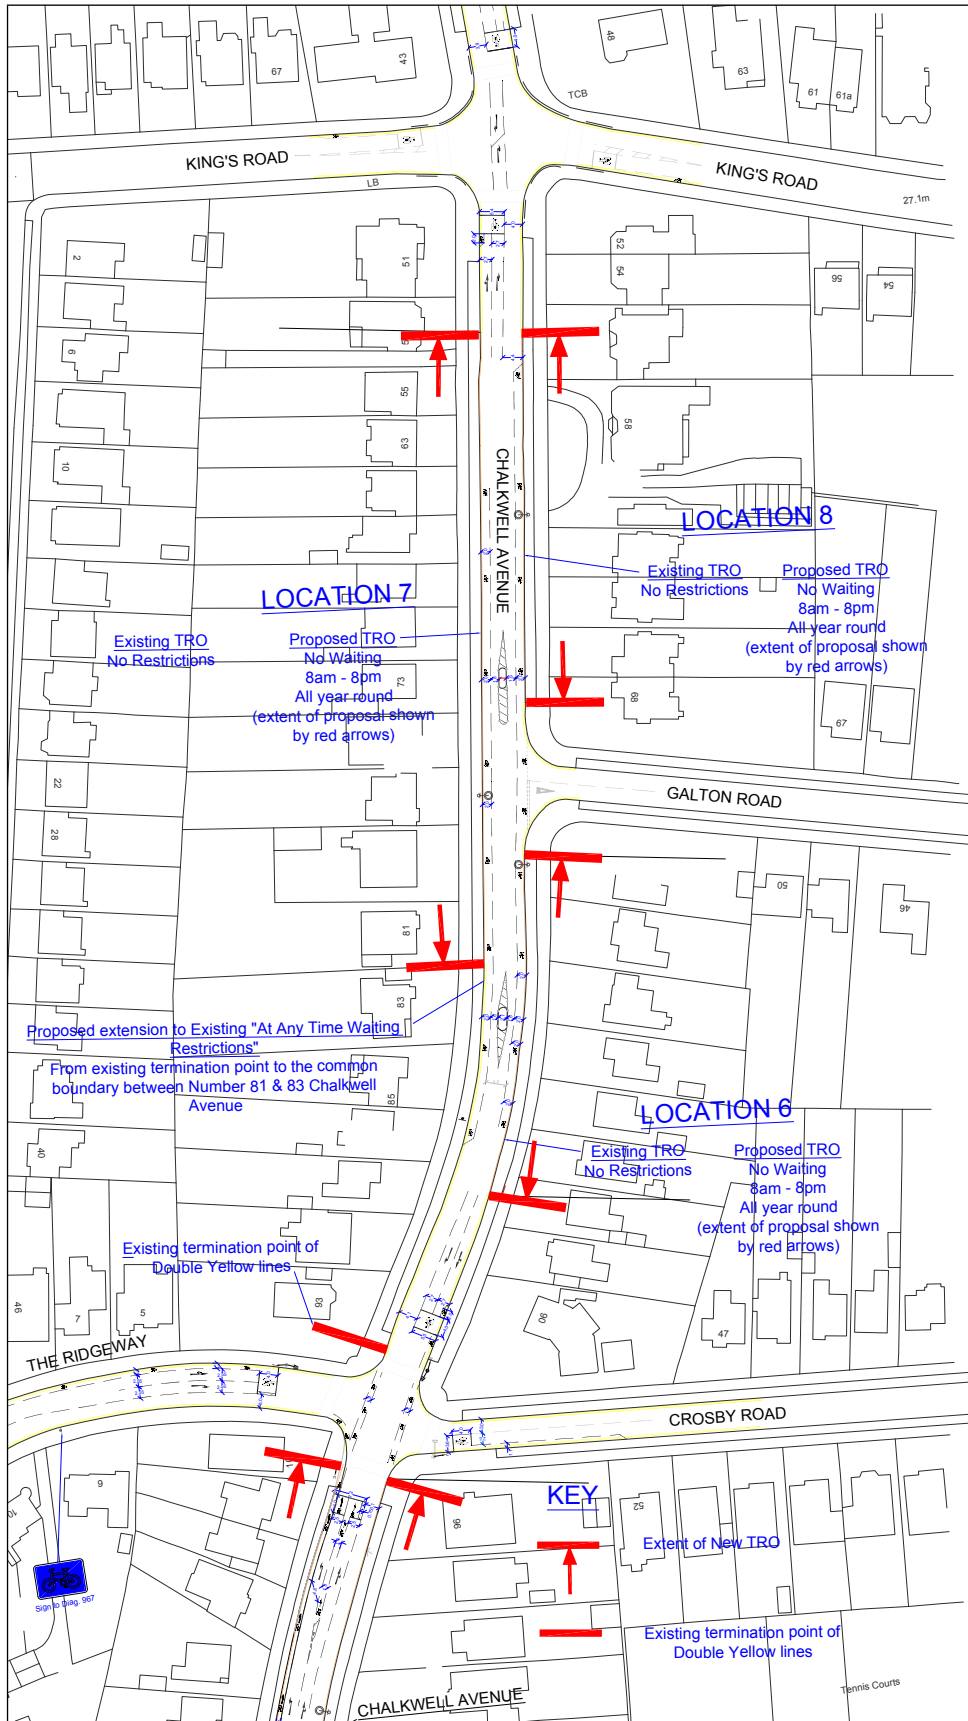 67
43
48
63
61
61a
TCB
KING'S ROAD
KING'S ROAD
LB
27.1m
2
51
52
54
56
54
6
55
58
63
10
CHALKWELL AVENUE
LOCATION 8
Existing TRO
No Restrictions
Proposed TRO
No Waiting
8am - 8pm
All year round
(extent of proposal shown
by red arrows)
LOCATION 7
Existing TRO
No Restrictions
Proposed TRO
No Waiting
8am - 8pm
All year round
(extent of proposal shown
by red arrows)
73
68
67
22
GALTON ROAD
28
50
46
81
83
Proposed extension to Existing "At Any Time Waiting
Restrictions"
From existing termination point to the common
boundary between Number 81 & 83 Chalkwell
Avenue
85
LOCATION 6
Existing TRO
No Restrictions
Proposed TRO
No Waiting
8am - 8pm
All year round
(extent of proposal shown
by red arrows)
40
Existing termination point of
Double Yellow lines
46
7
5
93
90
47
THE RIDGEWAY
CROSBY ROAD
9
10
96
52
KEY
Extent of New TRO
Sign to Diag. 967
Existing termination point of
Double Yellow lines
Tennis Courts
CHALKWELL AVENUE